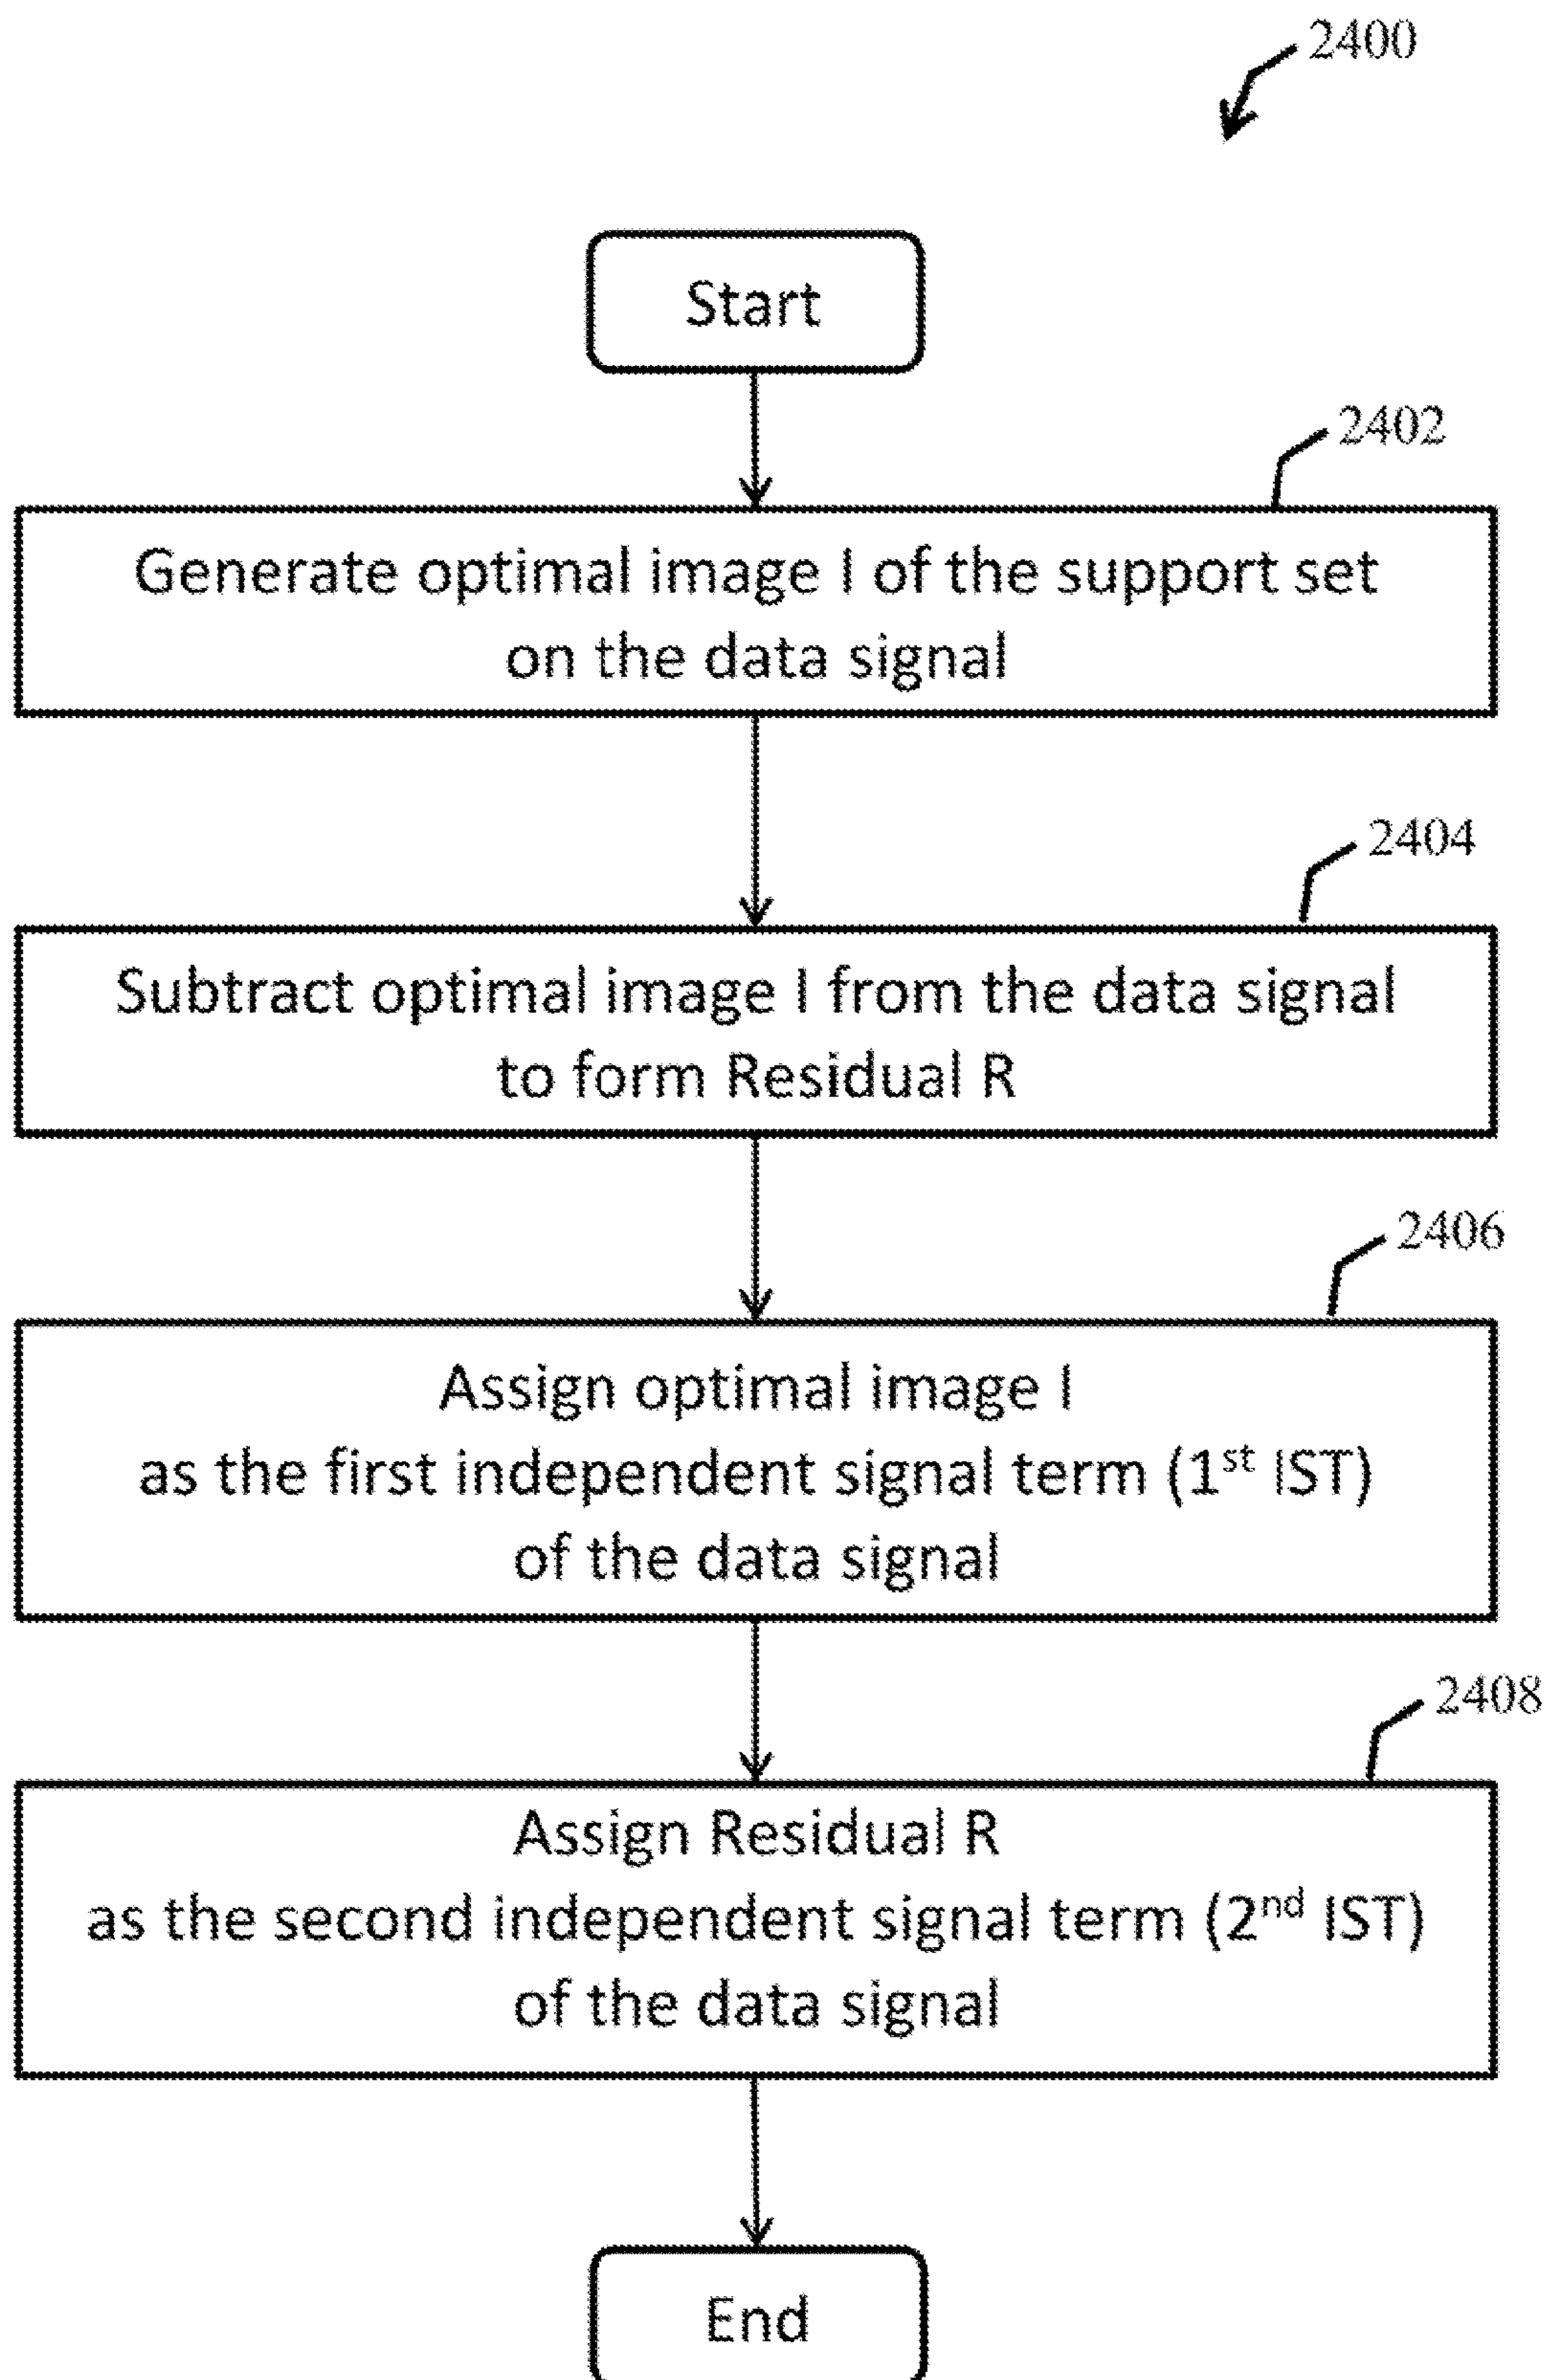 2400
Start
2402
Generate optimal image I of the support set
on the data signal
2404
Subtract optimal image I from the data signal
to form Residual R
2406
Assign optimal image I
as the first independent signal term (1st IST)
of the data signal
2408
Assign Residual R
as the second independent signal term (2nd IST)
of the data signal
End